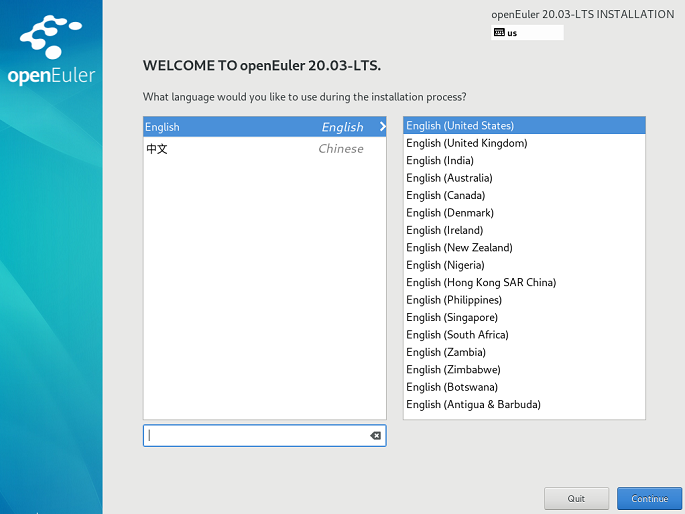 openEuler 20.03-LTS INSTALLATION
us
openEuler
WELCOME TO openEuler 20.03-LTS.
What language would you like to use during the installation process?
English English
中文 Chinese
English (United States)
English (United Kingdom)
English (India)
English (Australia)
English (Canada)
English (Denmark)
English (Ireland)
English (New Zealand)
English (Nigeria)
English (Hong Kong SAR China)
English (Philippines)
English (Singapore)
English (South Africa)
English (Zambia)
English (Zimbabwe)
English (Botswana)
English (Antigua & Barbuda)
Quit
Continue